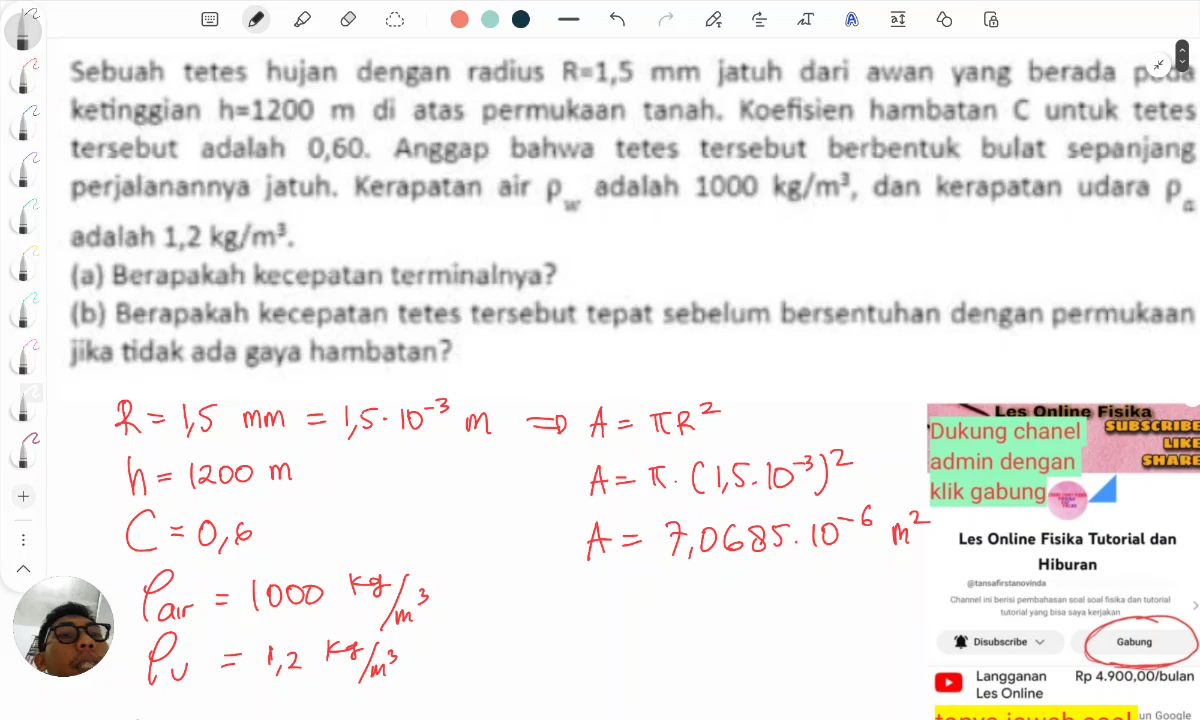 Sebuah tetes hujan dengan radius R=1,5 mm jatuh dari awan yang berada pada
ketinggian h=1200 m di atas permukaan tanah. Koefisien hambatan C untuk tetes
tersebut adalah 0,60. Anggap bahwa tetes tersebut berbentuk bulat sepanjang
perjalanannya jatuh. Kerapatan air ρw adalah 1000 kg/m³, dan kerapatan udara ρa
adalah 1,2 kg/m³.
(a) Berapakah kecepatan terminalnya?
(b) Berapakah kecepatan tetes tersebut tepat sebelum bersentuhan dengan permukaan
jika tidak ada gaya hambatan?
R = 1,5 mm = 1,5·10⁻³ m ⇒ A = πR²
h = 1200 m
A = π·(1,5·10⁻³)²
C = 0,6
A = 7,0685·10⁻⁶ m²
ρair = 1000 kg/m³
ρu = 1,2 kg/m³
Les Online Fisika
SUBSCRIBE
LIKE
SHARE
Dukung chanel
admin dengan
klik gabung
Les Online Fisika Tutorial dan
Hiburan
@tansafirstanovinda
Channel ini berisi pembahasan soal soal fisika dan tutorial
tutorial yang bisa saya kerjakan
Disubscribe
Gabung
Langganan
Les Online
Rp 4.900,00/bulan
tanya jawab soal
un Google